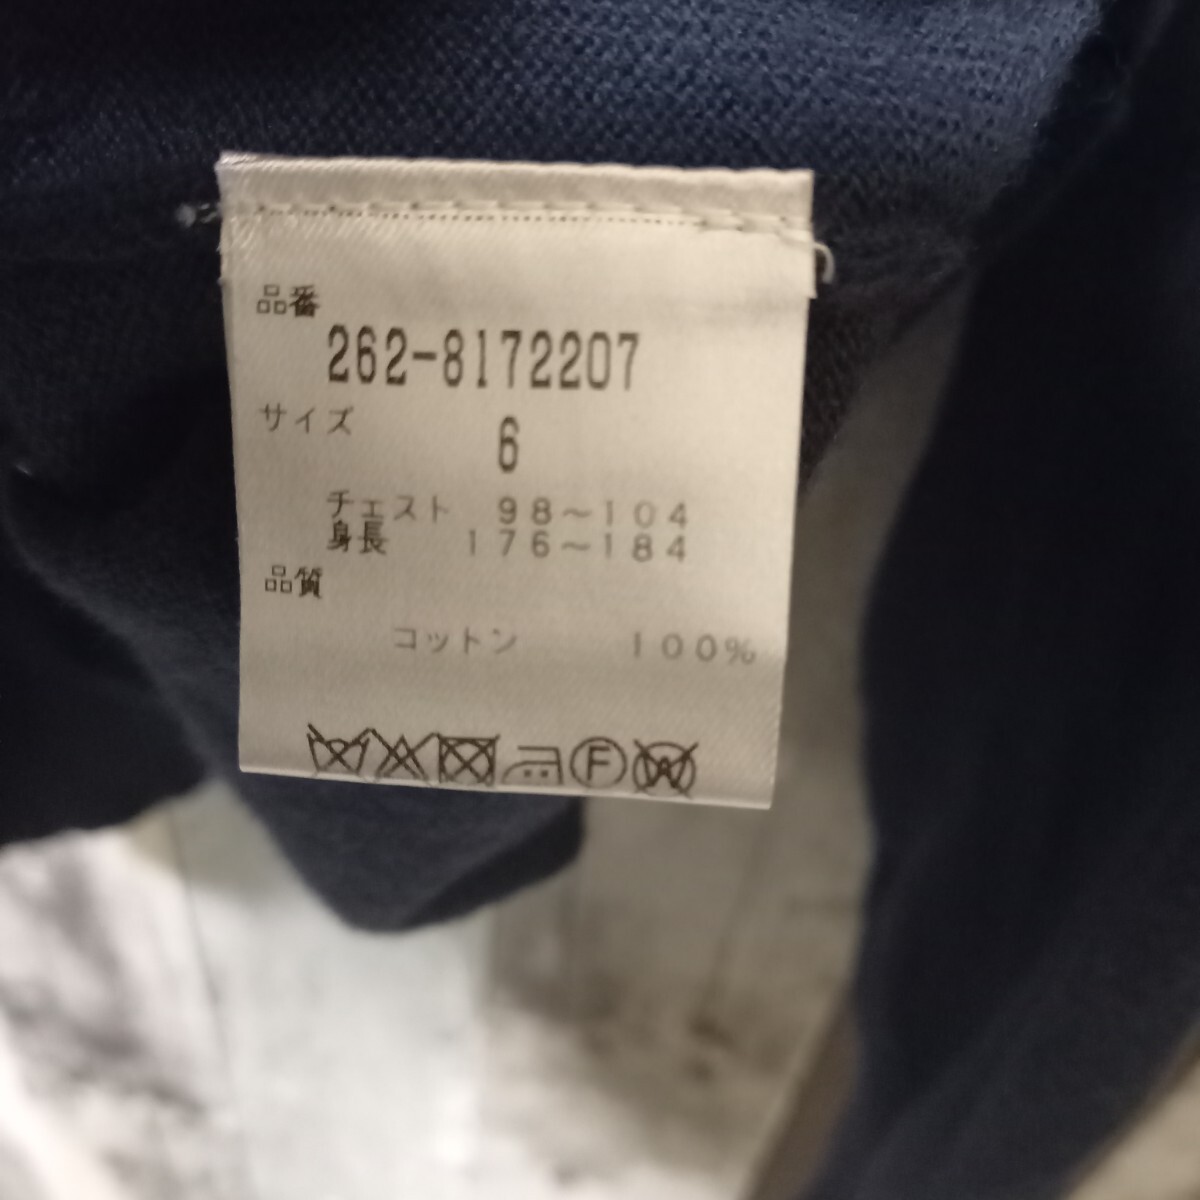 品番
262-8172207
サイズ
6
チェスト 98～104
身長 176～184
品質
コットン 100%
F
W